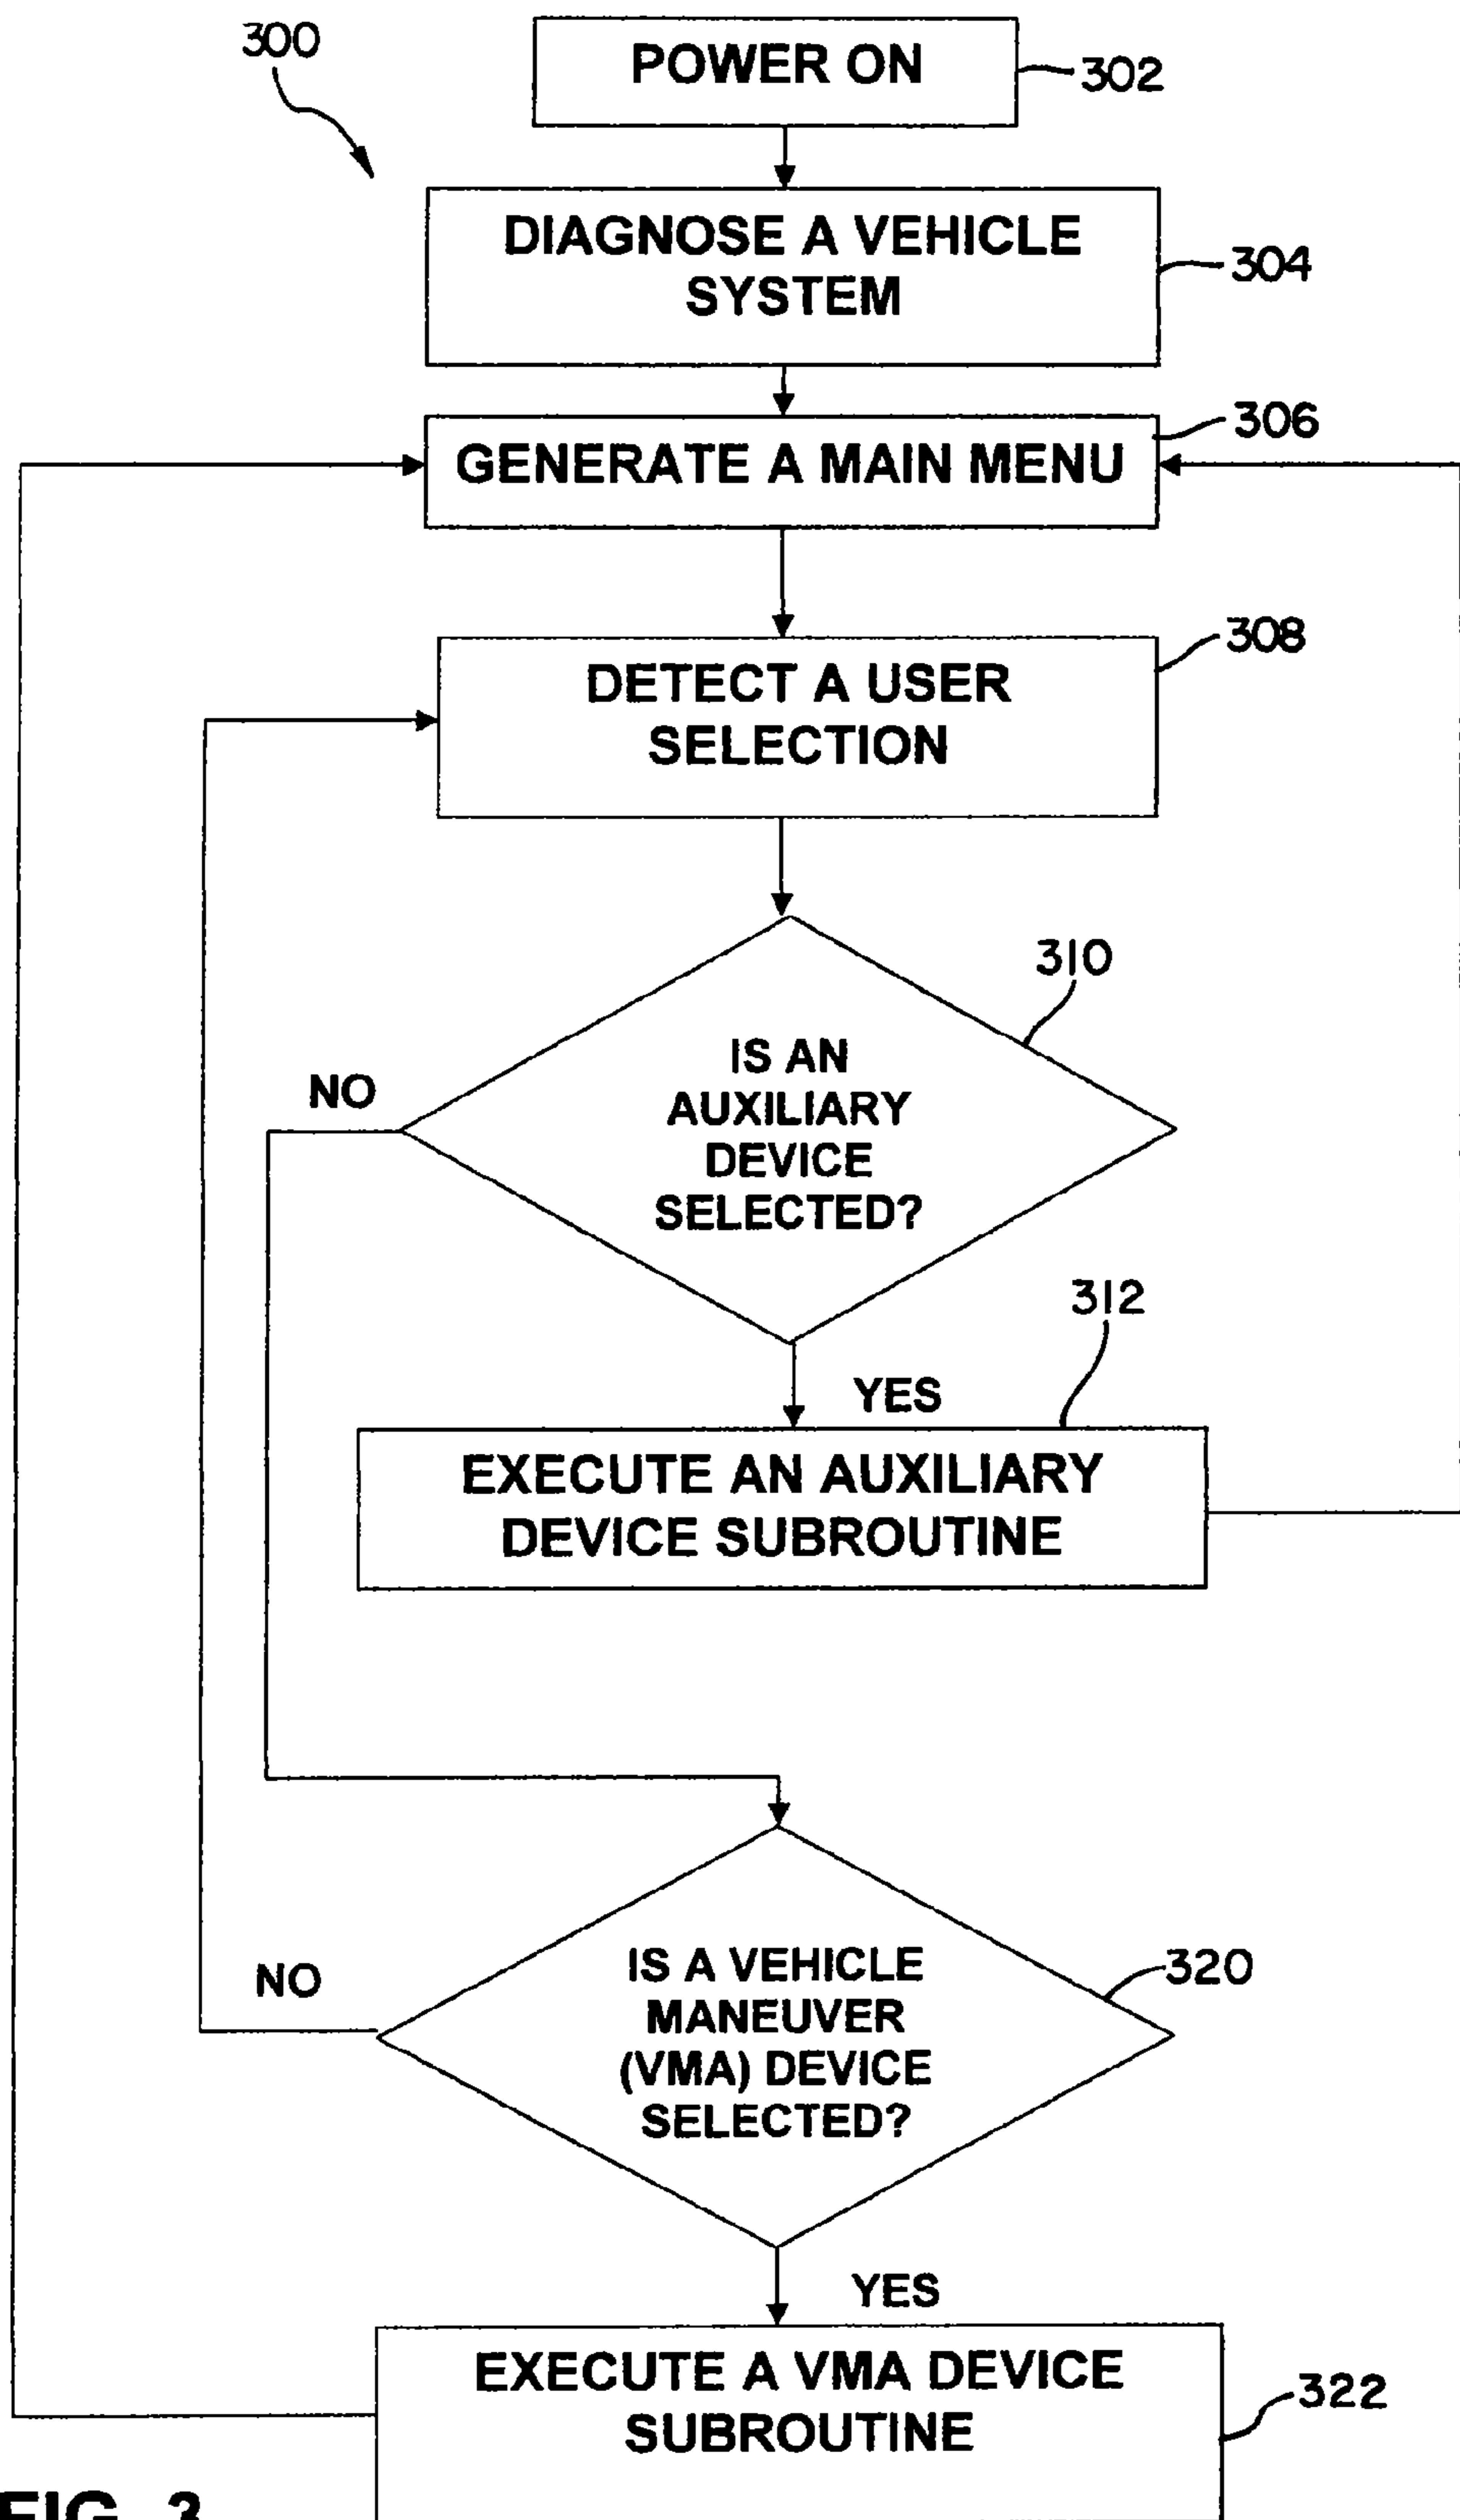 300
POWER ON
302
DIAGNOSE A VEHICLE
SYSTEM
304
306
GENERATE A MAIN MENU
308
DETECT A USER
SELECTION
310
IS AN
AUXILIARY
DEVICE
SELECTED?
NO
312
YES
EXECUTE AN AUXILIARY
DEVICE SUBROUTINE
320
IS A VEHICLE
MANEUVER
(VMA) DEVICE
SELECTED?
NO
YES
EXECUTE A VMA DEVICE
SUBROUTINE
322
FIG. 3